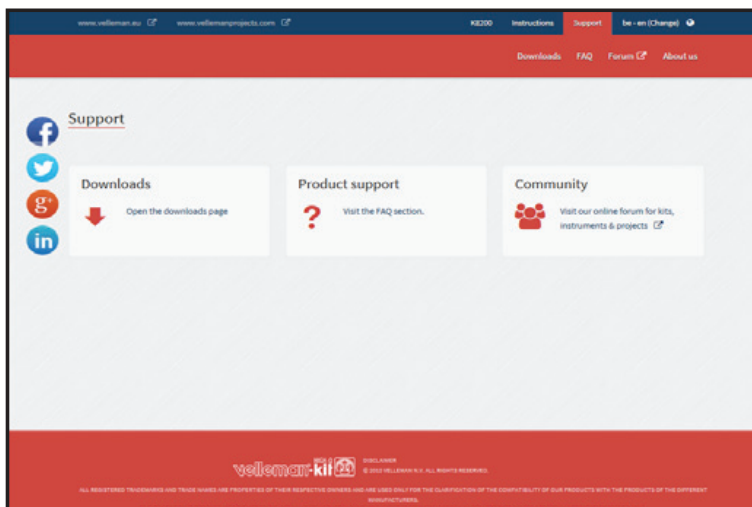 www.velleman.eu www.vellemanprojects.com K8200 Instructions Support be - en (Change)
Downloads FAQ Forum About us
Support
Downloads
Open the downloads page
Product support
Visit the FAQ section.
Community
Visit our online forum for kits,
instruments & projects
velleman-kit
DISCLAIMER
© 2013 VELLEMAN N.V. ALL RIGHTS RESERVED.
ALL REGISTERED TRADEMARKS AND TRADE NAMES ARE PROPERTIES OF THEIR RESPECTIVE OWNERS AND ARE USED ONLY FOR THE CLARIFICATION OF THE COMPATIBILITY OF OUR PRODUCTS WITH THE PRODUCTS OF THE DIFFERENT
MANUFACTURERS.